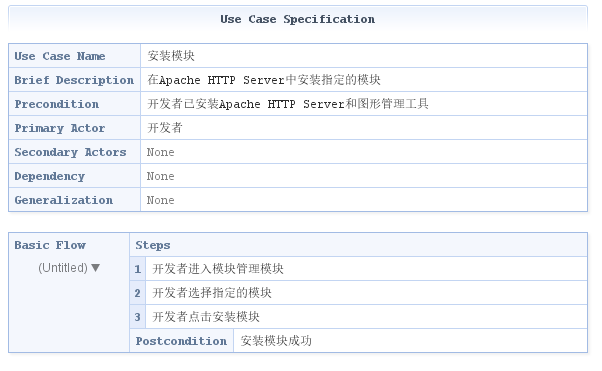 Use Case Specification
Use Case Name 安装模块
Brief Description 在Apache HTTP Server中安装指定的模块
Precondition 开发者已安装Apache HTTP Server和图形管理工具
Primary Actor 开发者
Secondary Actors None
Dependency None
Generalization None
Basic Flow Steps
(Untitled) ▼
1 开发者进入模块管理模块
2 开发者选择指定的模块
3 开发者点击安装模块
Postcondition 安装模块成功